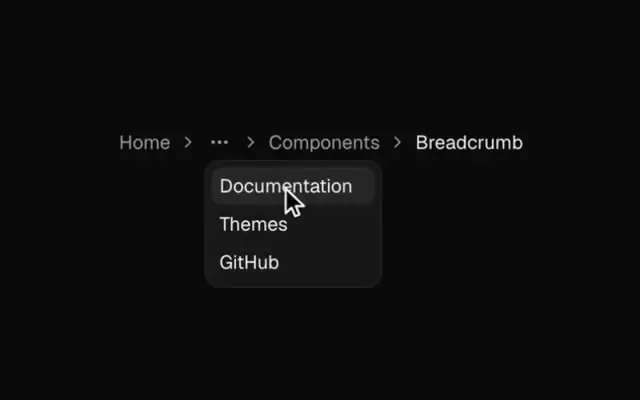 Home > ••• > Components > Breadcrumb
Documentation
Themes
GitHub